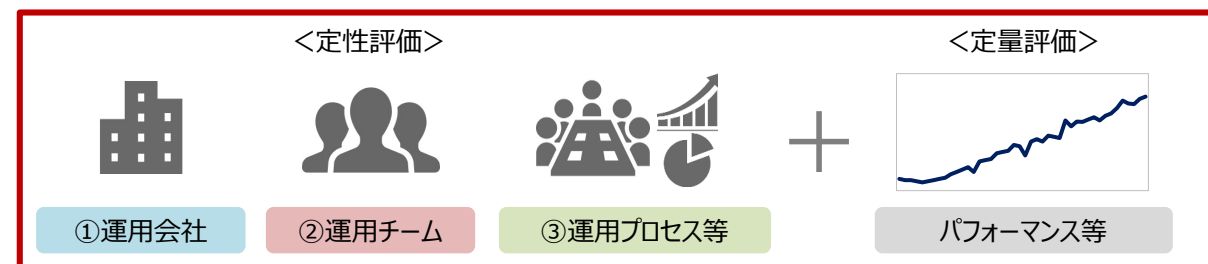 ＜定性評価＞
＜定量評価＞
①運用会社
②運用チーム
③運用プロセス等
パフォーマンス等